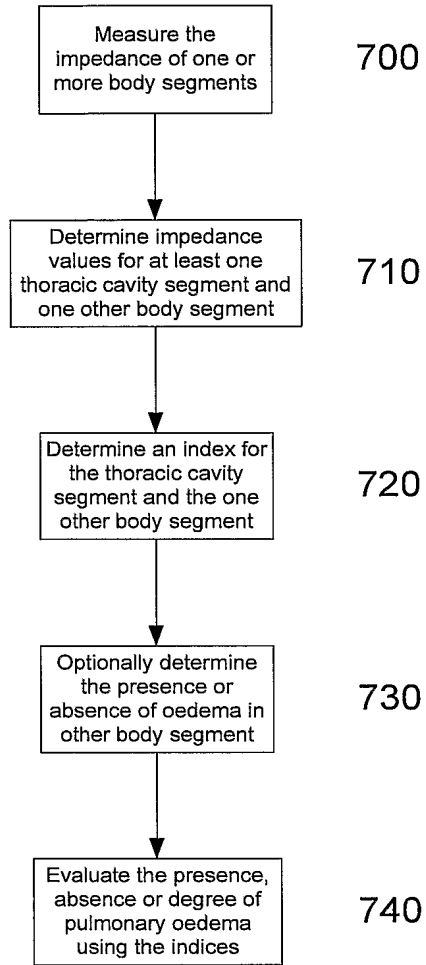 Measure the
impedance of one or
more body segments
700
Determine impedance
values for at least one
thoracic cavity segment and
one other body segment
710
Determine an index for
the thoracic cavity
segment and the one
other body segment
720
Optionally determine
the presence or
absence of oedema in
other body segment
730
Evaluate the presence,
absence or degree of
pulmonary oedema
using the indices
740